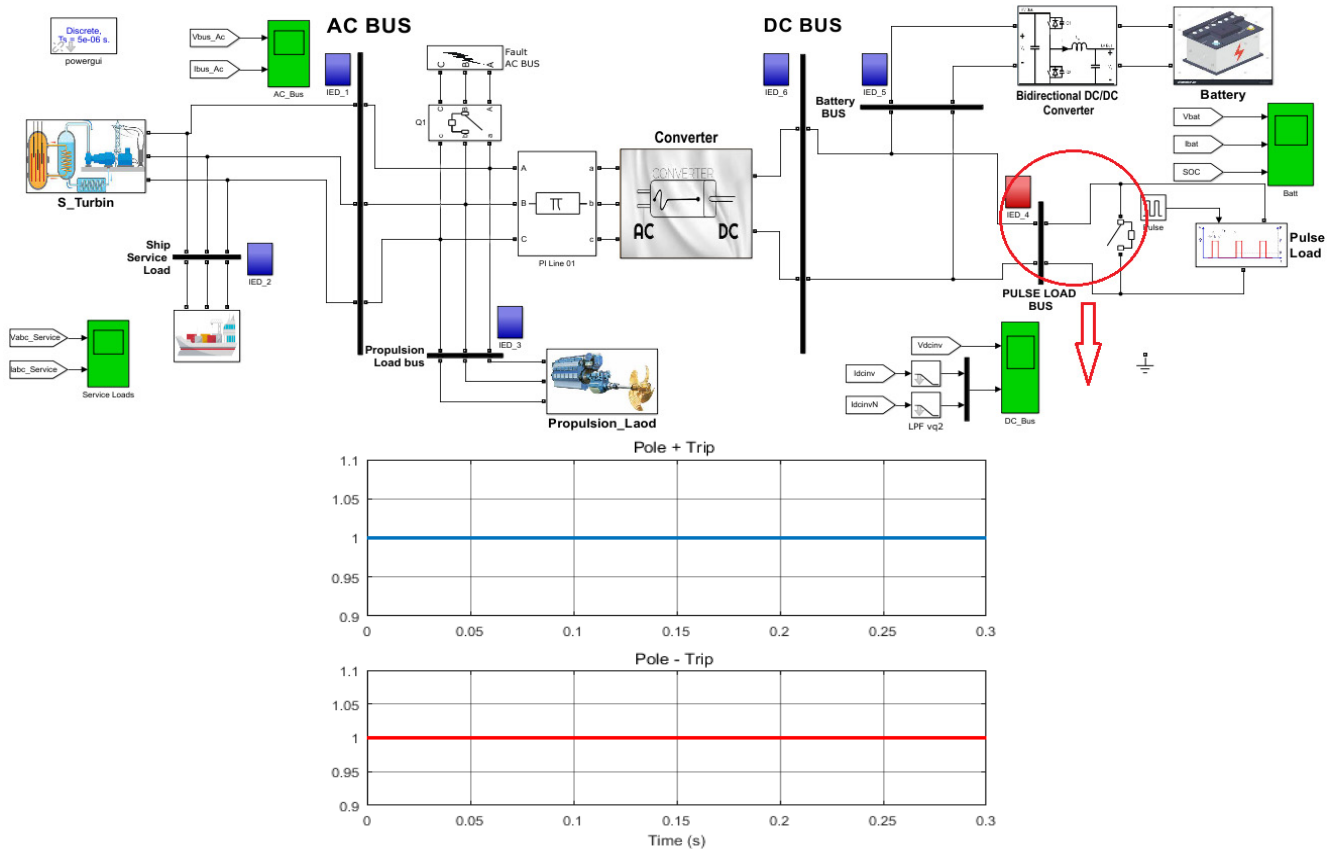 Discrete,
Ts = 5e-06 s.
powergui
Vbus_Ac
Ibus_Ac
AC_Bus
AC BUS
IED_1
Fault
AC BUS
C
B
A
C
B
A
Q1
c
b
a
S_Turbin
Ship
Service
Load
IED_2
Vabc_Service
Iabc_Service
Service Loads
A
B
C
π
a
b
c
PI Line 01
Converter
CONVERTER
AC
DC
Propulsion
Load bus
IED_3
Propulsion_Laod
DC BUS
IED_6
IED_5
Battery
BUS
Bidirectional DC/DC
Converter
Battery
Vbat
Ibat
SOC
Batt
IED_4
PULSE LOAD
BUS
Pulse
Pulse
Load
Vdcinv
Idcinv
IdcinvN
LPF vq2
DC_Bus
Pole + Trip
1.1
1.05
1
0.95
0.9
0 0.05 0.1 0.15 0.2 0.25 0.3
Pole - Trip
1.1
1.05
1
0.95
0.9
0 0.05 0.1 0.15 0.2 0.25 0.3
Time (s)